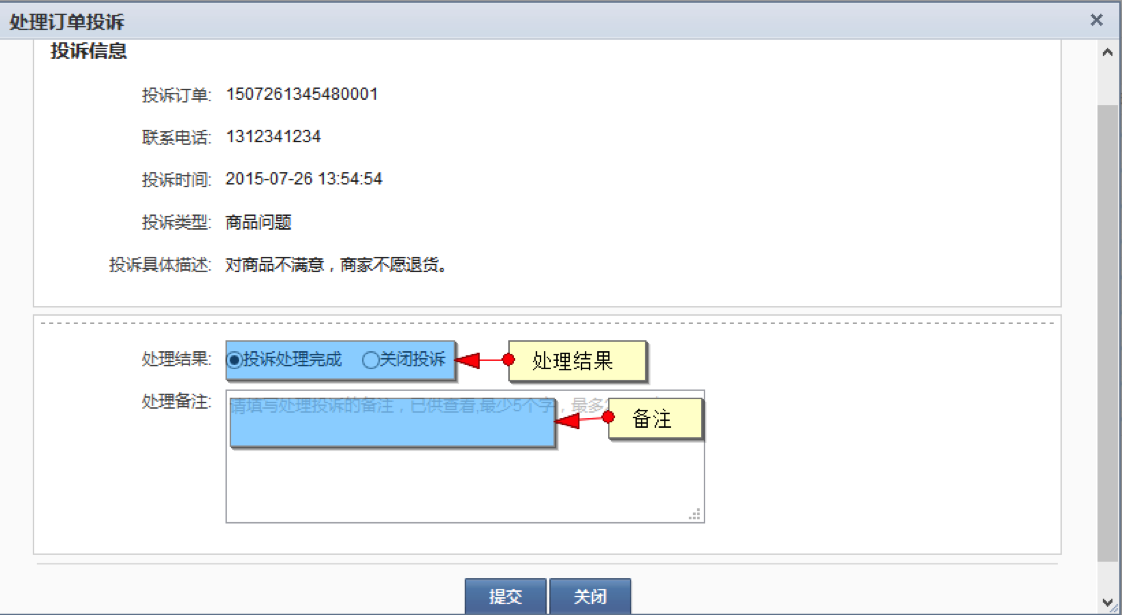 处理订单投诉
投诉信息
投诉订单: 1507261345480001
联系电话: 1312341234
投诉时间: 2015-07-26 13:54:54
投诉类型: 商品问题
投诉具体描述: 对商品不满意，商家不愿退货。
处理结果: 投诉处理完成 关闭投诉 处理结果
处理备注: 请填写处理投诉的备注，已供查看,最少5个字，最多 备注
提交 关闭